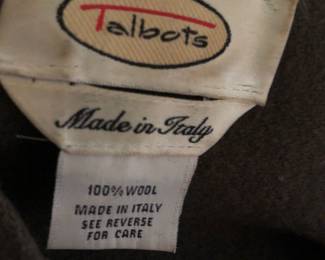 Talbots
Made in Italy
100% WOOL
MADE IN ITALY
SEE REVERSE
FOR CARE